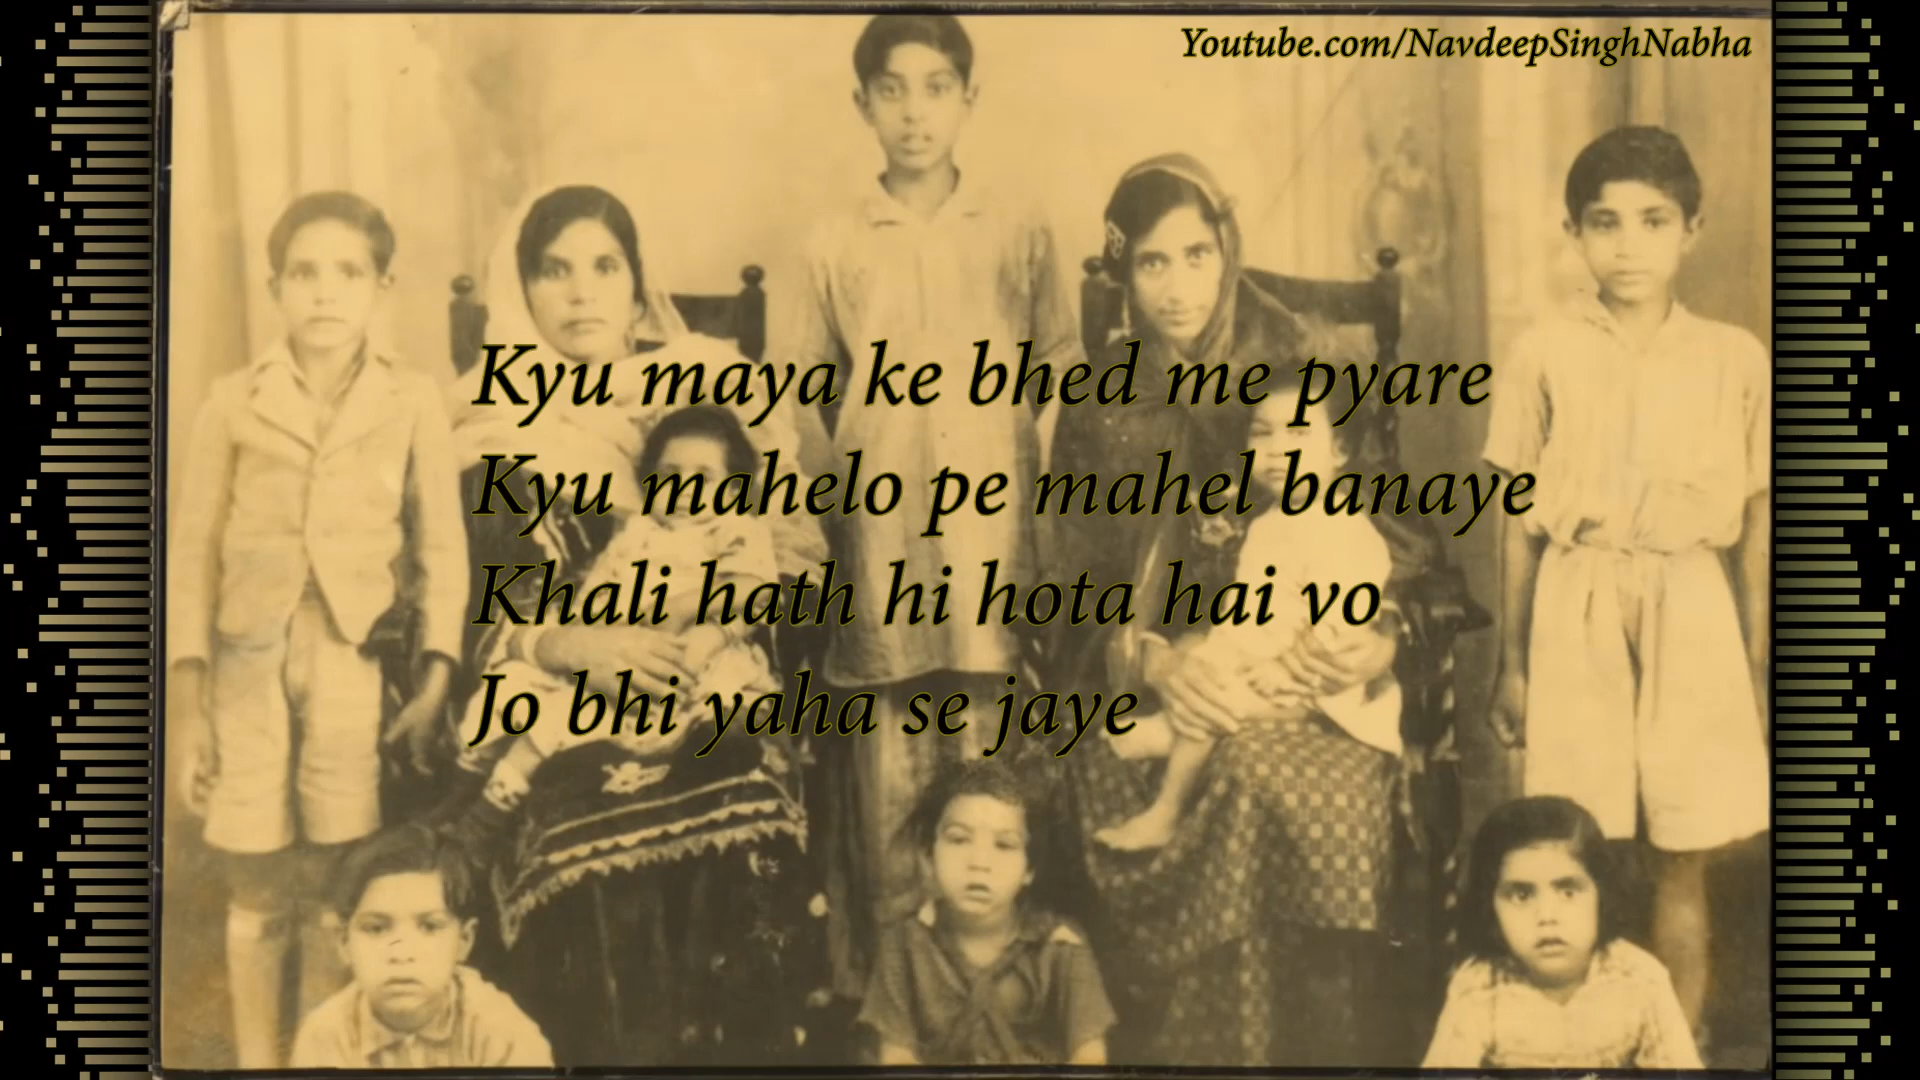 Youtube.com/NavdeepSinghNabha
Kyu maya ke bhed me pyare
Kyu mahelo pe mahel banaye
Khali hath hi hota hai vo
Jo bhi yaha se jaye